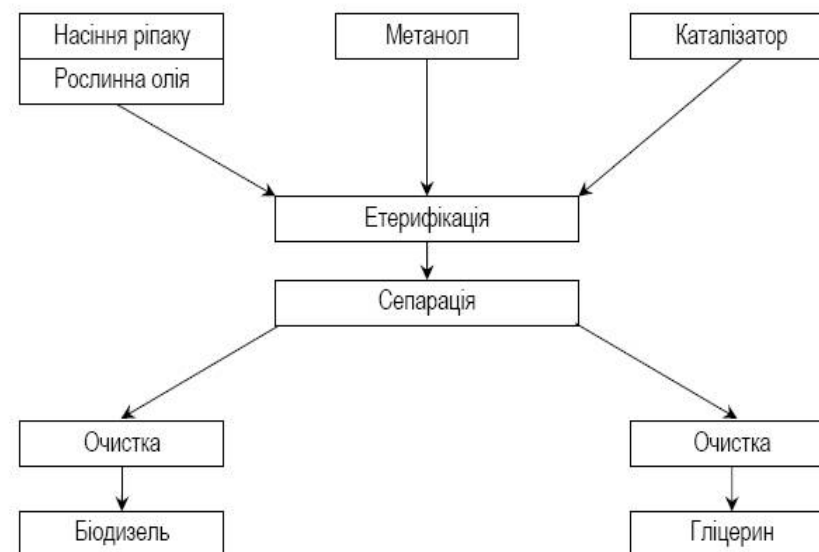 Насіння ріпаку
Рослинна олія
Метанол
Каталізатор
Етерифікація
Сепарація
Очистка
Очистка
Біодизель
Гліцерин